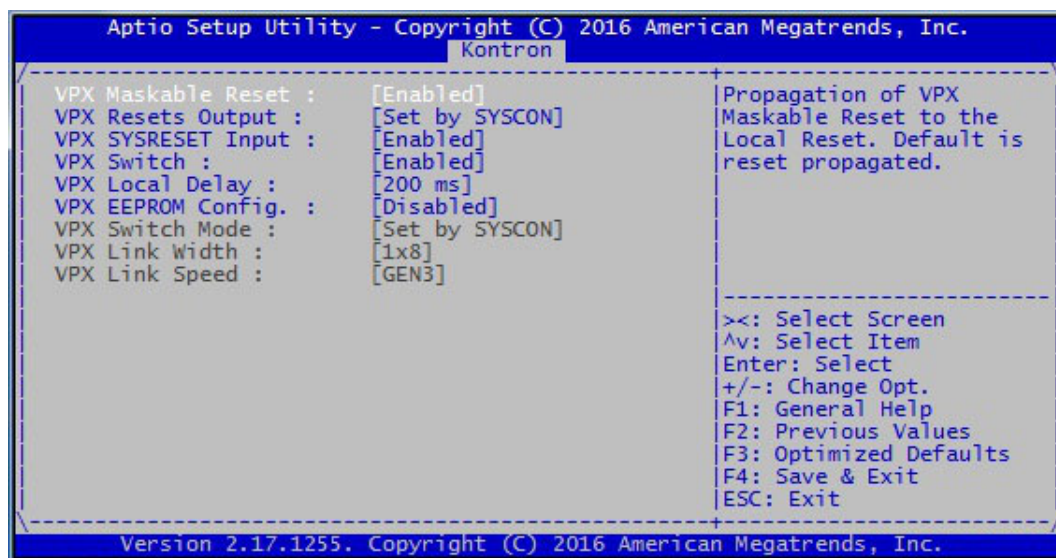 Aptio Setup Utility - Copyright (C) 2016 American Megatrends, Inc.
Kontron
VPX Maskable Reset : [Enabled]
VPX Resets Output : [Set by SYSCON]
VPX SYSRESET Input : [Enabled]
VPX Switch : [Enabled]
VPX Local Delay : [200 ms]
VPX EEPROM Config. : [Disabled]
VPX Switch Mode : [Set by SYSCON]
VPX Link Width : [1x8]
VPX Link Speed : [GEN3]
Propagation of VPX
Maskable Reset to the
Local Reset. Default is
reset propagated.
><: Select Screen
^v: Select Item
Enter: Select
+/-: Change Opt.
F1: General Help
F2: Previous Values
F3: Optimized Defaults
F4: Save & Exit
ESC: Exit
Version 2.17.1255. Copyright (C) 2016 American Megatrends, Inc.